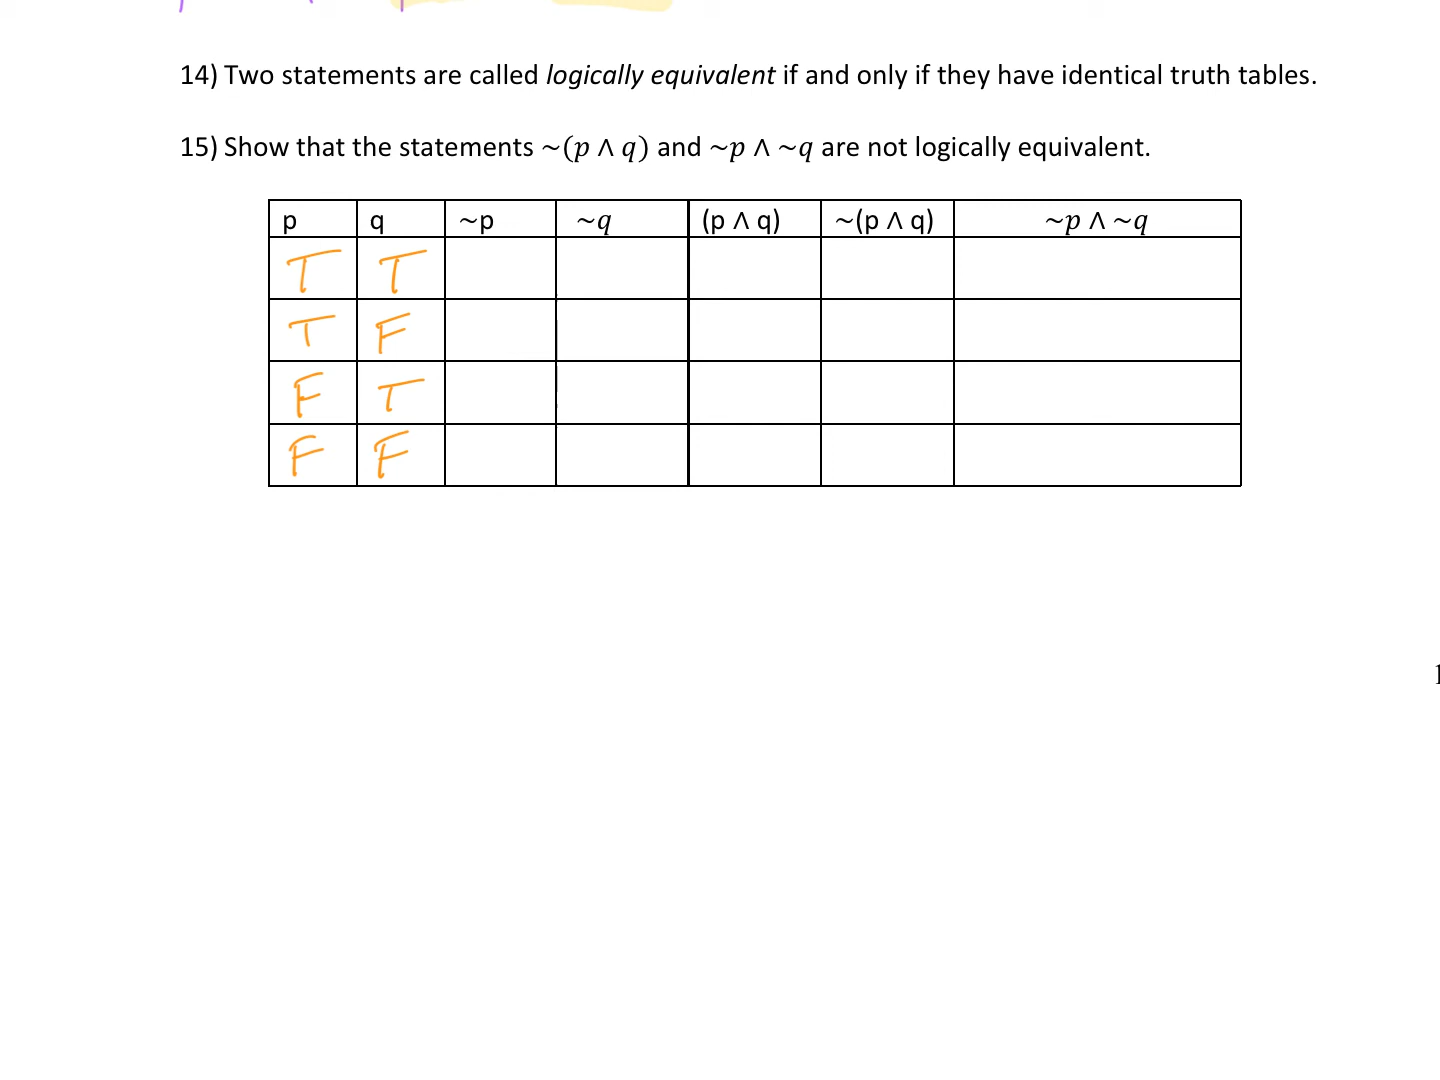 14) Two statements are called logically equivalent if and only if they have identical truth tables.
15) Show that the statements ~(p ∧ q) and ~p ∧ ~q are not logically equivalent.
p q ~p ~q (p ∧ q) ~(p ∧ q) ~p ∧ ~q
T T
T F
F T
F F